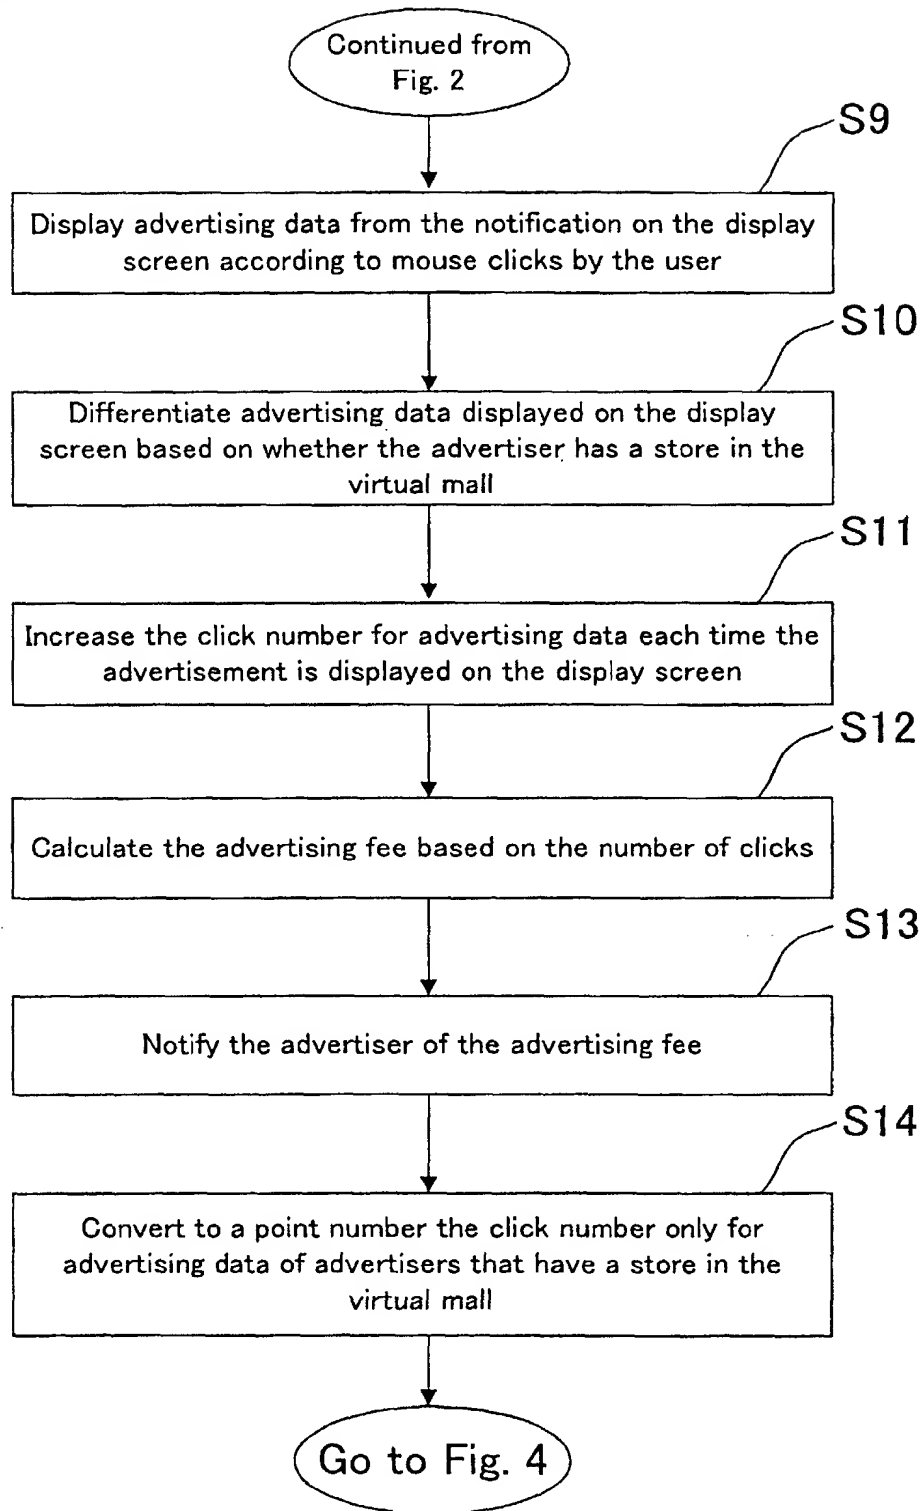 Continued from
Fig. 2
S9
Display advertising data from the notification on the display
screen according to mouse clicks by the user
S10
Differentiate advertising data displayed on the display
screen based on whether the advertiser has a store in the
virtual mall
S11
Increase the click number for advertising data each time the
advertisement is displayed on the display screen
S12
Calculate the advertising fee based on the number of clicks
S13
Notify the advertiser of the advertising fee
S14
Convert to a point number the click number only for
advertising data of advertisers that have a store in the
virtual mall
Go to Fig. 4